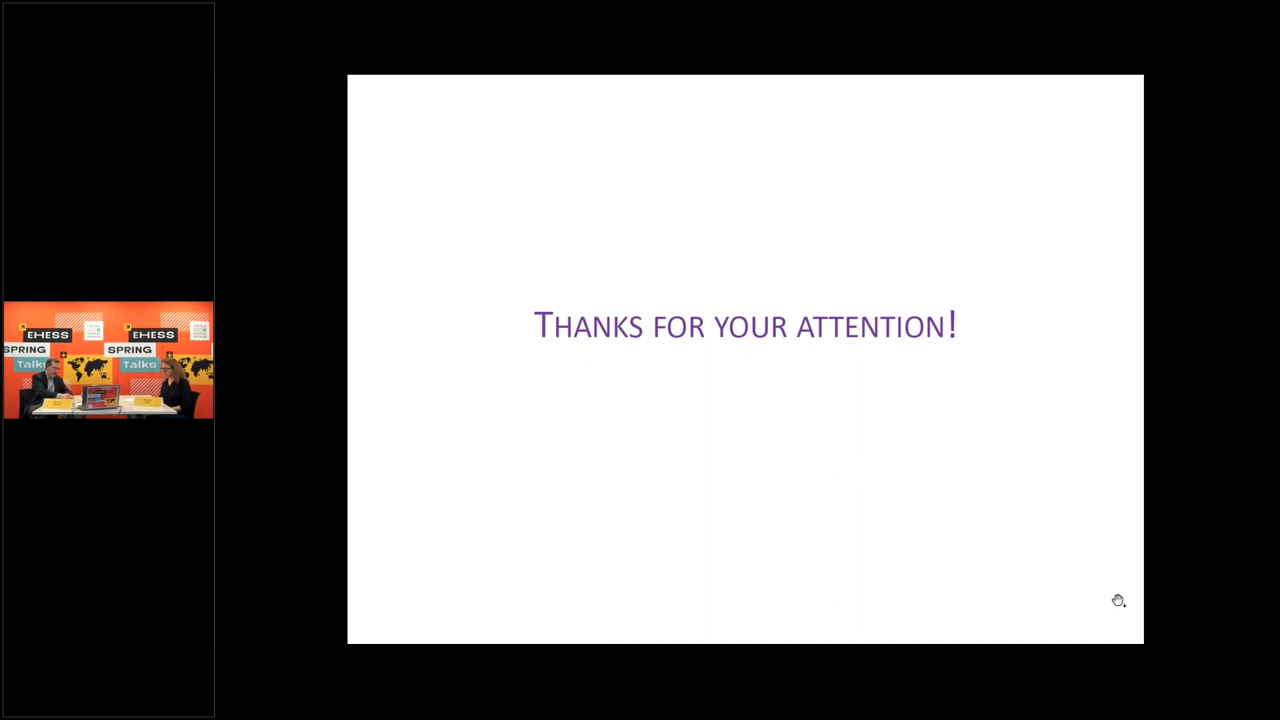 EHESS
EHESS
SPRING
SPRING
Talks
Talks
THANKS FOR YOUR ATTENTION!